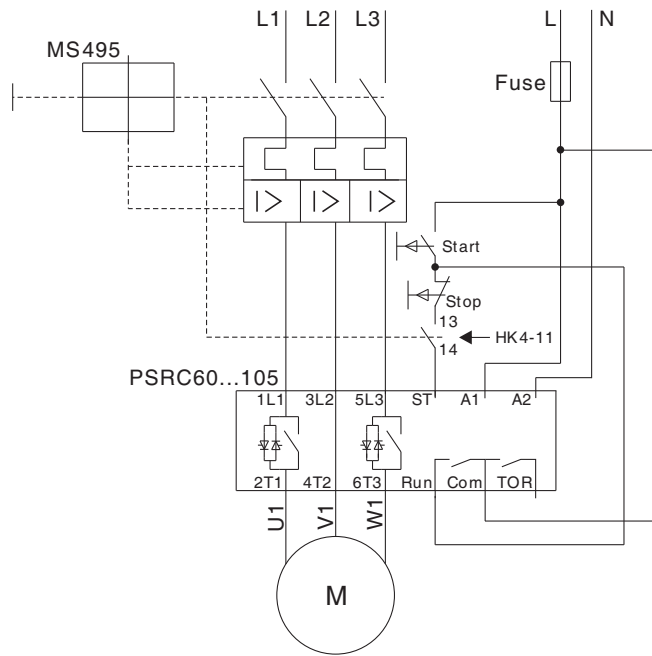 L1 L2 L3 L N
MS495
Fuse
Start
Stop
13
HK4-11
14
PSRC60...105
1L1 3L2 5L3 ST A1 A2
2T1 4T2 6T3 Run Com TOR
U1 V1 W1
M